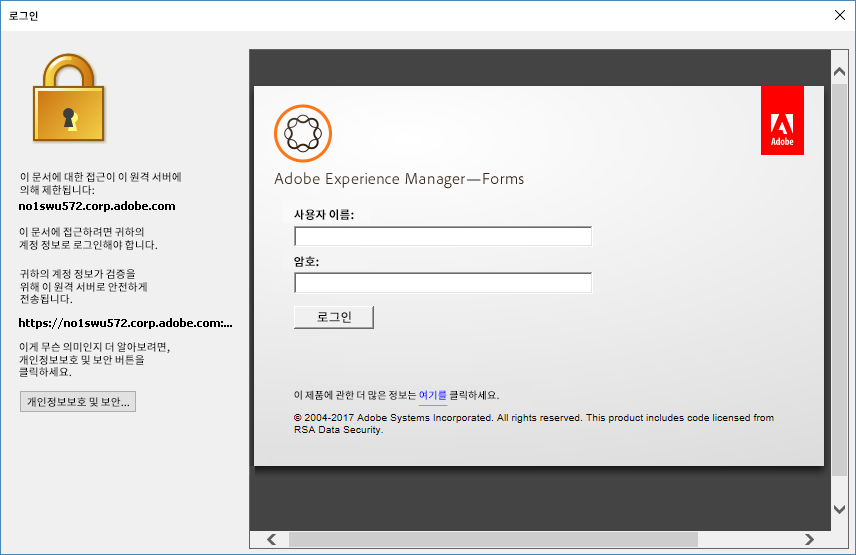 로그인
이 문서에 대한 접근이 이 원격 서버에
의해 제한됩니다:
no1swu572.corp.adobe.com
이 문서에 접근하려면 귀하의
계정 정보로 로그인해야 합니다.
귀하의 계정 정보가 검증을
위해 이 원격 서버로 안전하게
전송됩니다.
https://no1swu572.corp.adobe.com:...
이게 무슨 의미인지 더 알아보려면,
개인정보보호 및 보안 버튼을
클릭하세요.
개인정보보호 및 보안...
Adobe
Adobe Experience Manager—Forms
사용자 이름:
암호:
로그인
이 제품에 관한 더 많은 정보는 여기를 클릭하세요.
© 2004-2017 Adobe Systems Incorporated. All rights reserved. This product includes code licensed from
RSA Data Security.